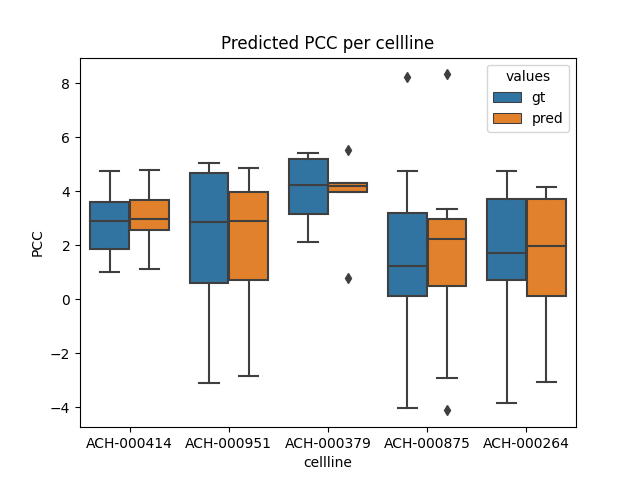 Predicted PCC per cellline
values
gt
pred
8
6
4
2
0
−2
−4
PCC
ACH-000414 ACH-000951 ACH-000379 ACH-000875 ACH-000264
cellline